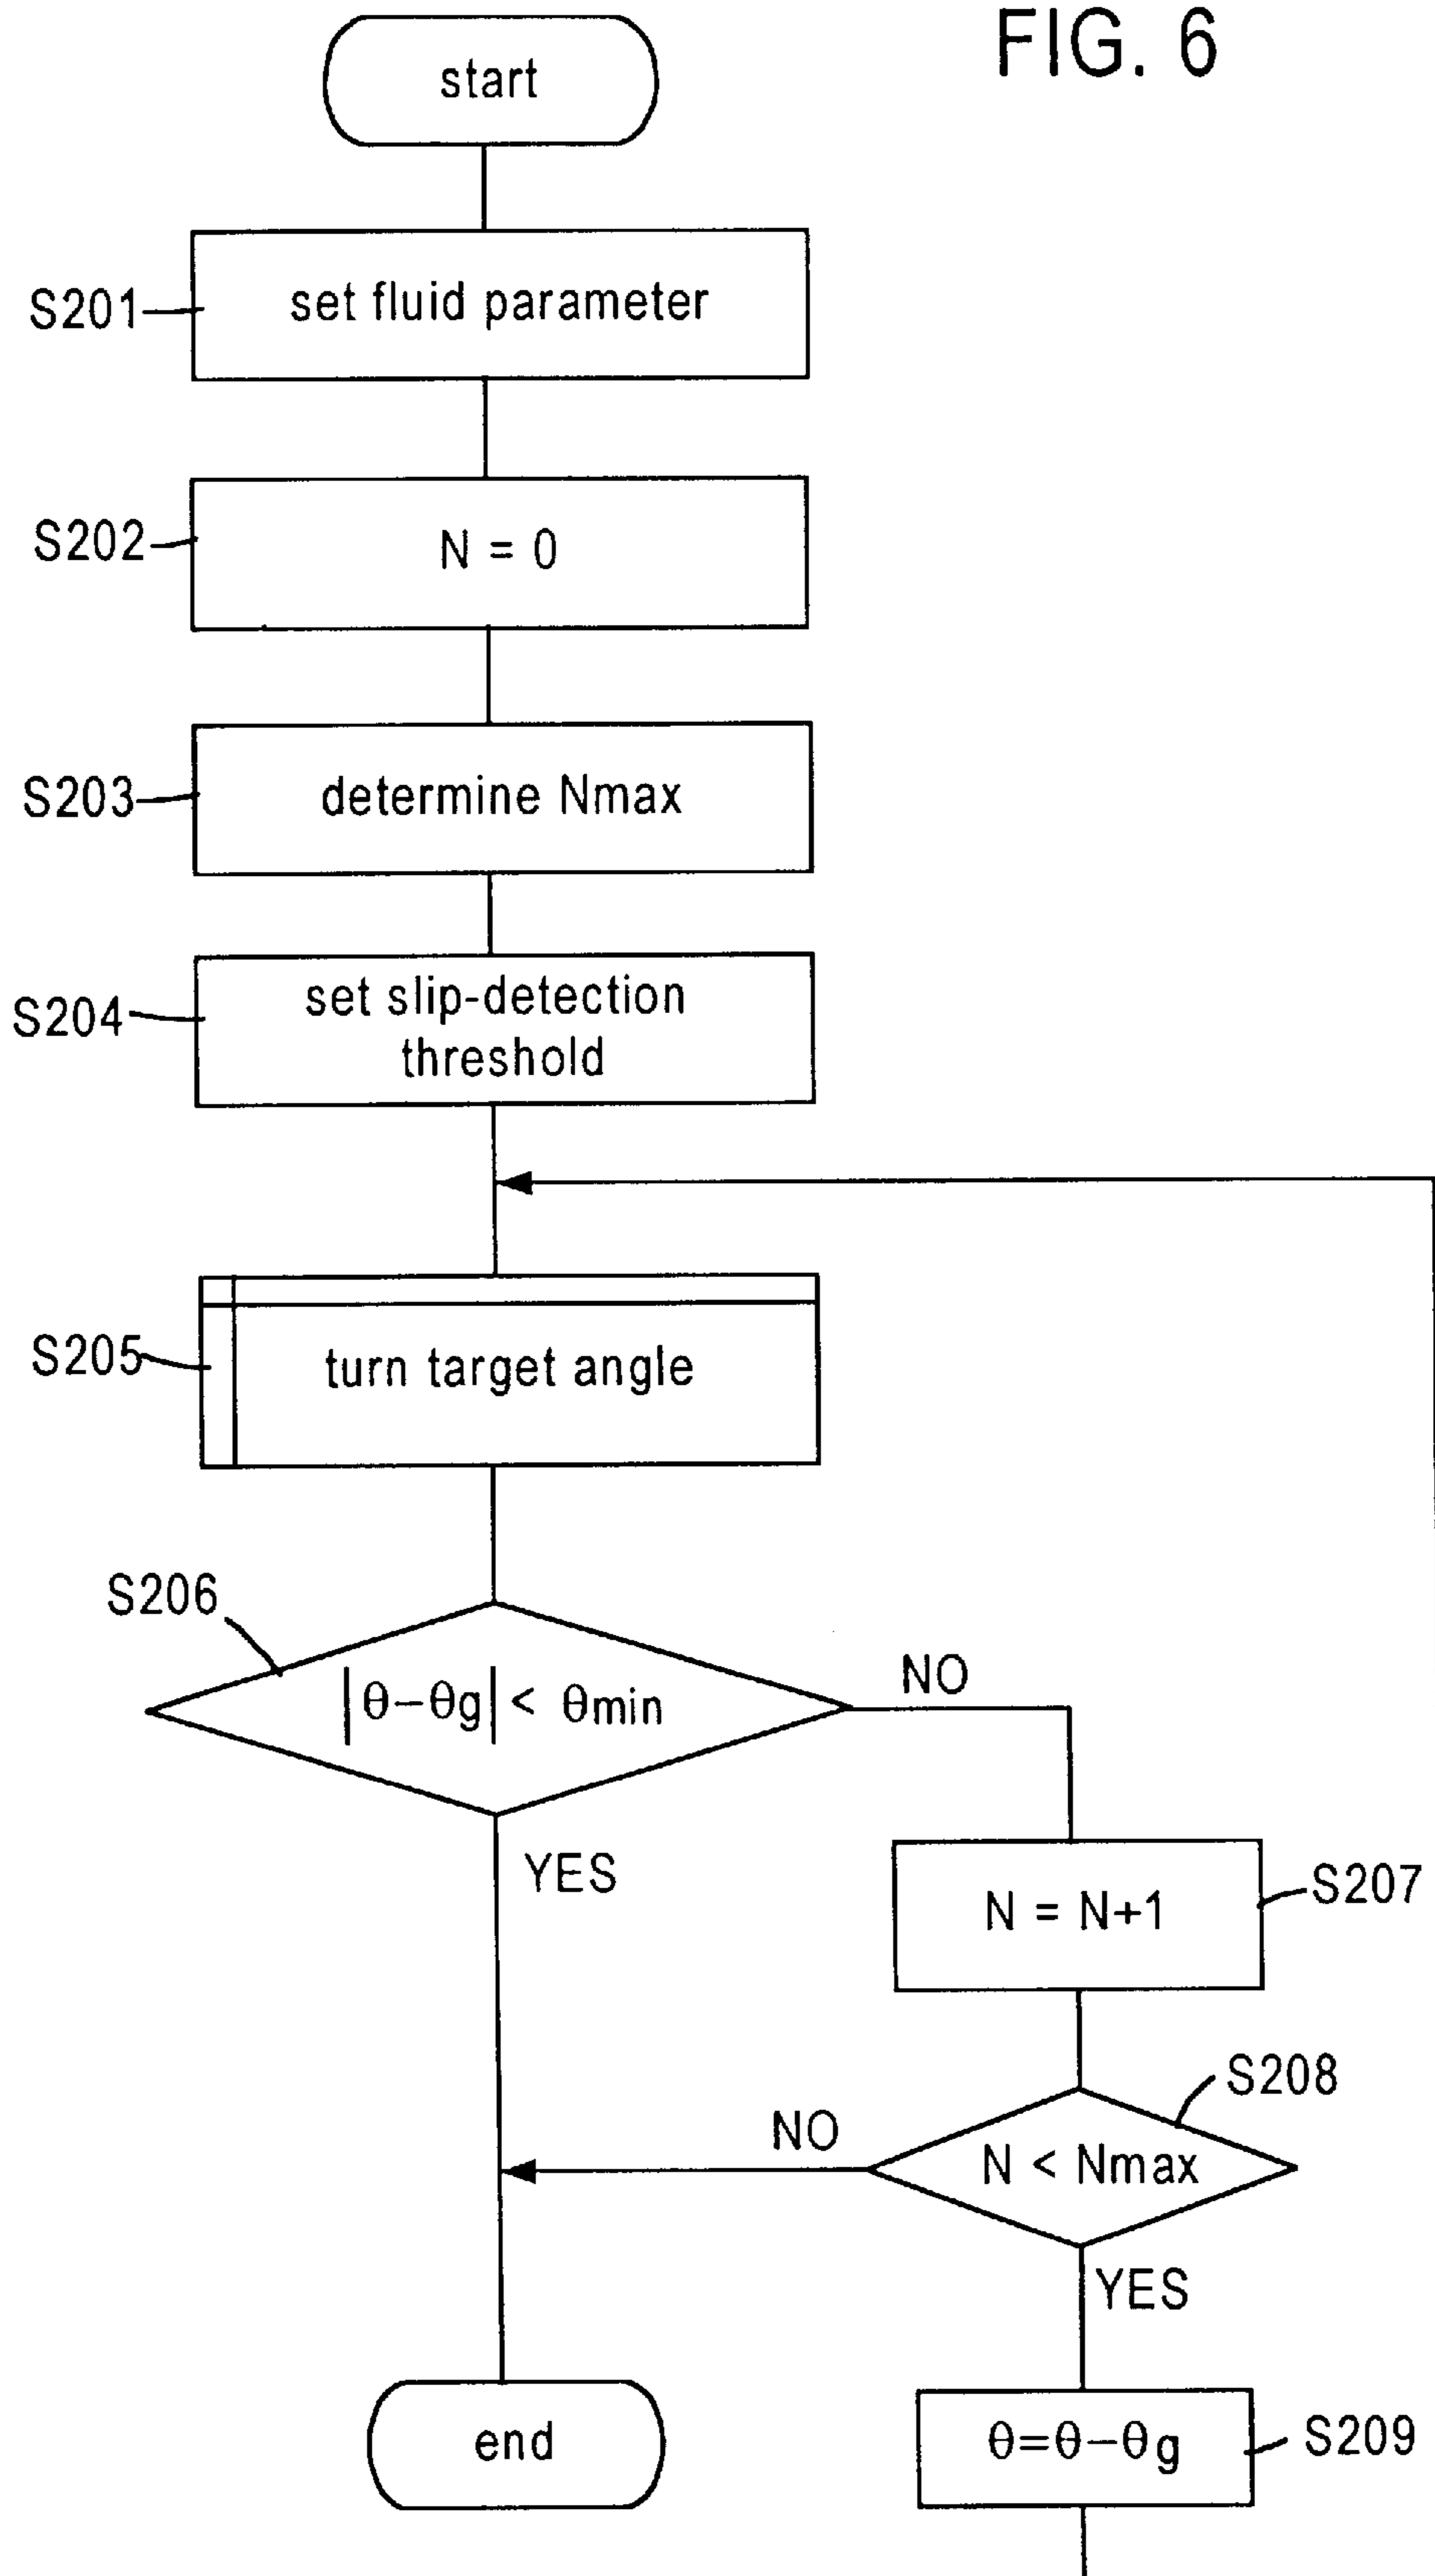 FIG. 6
start
S201
set fluid parameter
S202
N = 0
S203
determine Nmax
S204
set slip-detection
threshold
S205
turn target angle
S206
|θ-θg| < θmin
NO
YES
S207
N = N+1
S208
NO
N < Nmax
YES
end
θ=θ-θg
S209